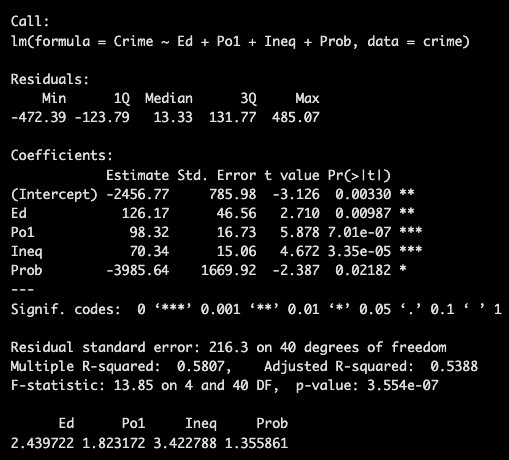 Call:
lm(formula = Crime ~ Ed + Po1 + Ineq + Prob, data = crime)
Residuals:
    Min      1Q  Median      3Q     Max
-472.39 -123.79   13.33  131.77  485.07
Coefficients:
            Estimate Std. Error t value Pr(>|t|)
(Intercept) -2456.77     785.98  -3.126  0.00330 **
Ed            126.17      46.56   2.710  0.00987 **
Po1            98.32      16.73   5.878 7.01e-07 ***
Ineq           70.34      15.06   4.672 3.35e-05 ***
Prob        -3985.64    1669.92  -2.387  0.02182 *
---
Signif. codes:  0 ‘***’ 0.001 ‘**’ 0.01 ‘*’ 0.05 ‘.’ 0.1 ‘ ’ 1
Residual standard error: 216.3 on 40 degrees of freedom
Multiple R-squared:  0.5807,    Adjusted R-squared:  0.5388
F-statistic: 13.85 on 4 and 40 DF,  p-value: 3.554e-07
      Ed      Po1     Ineq     Prob
2.439722 1.823172 3.422788 1.355861